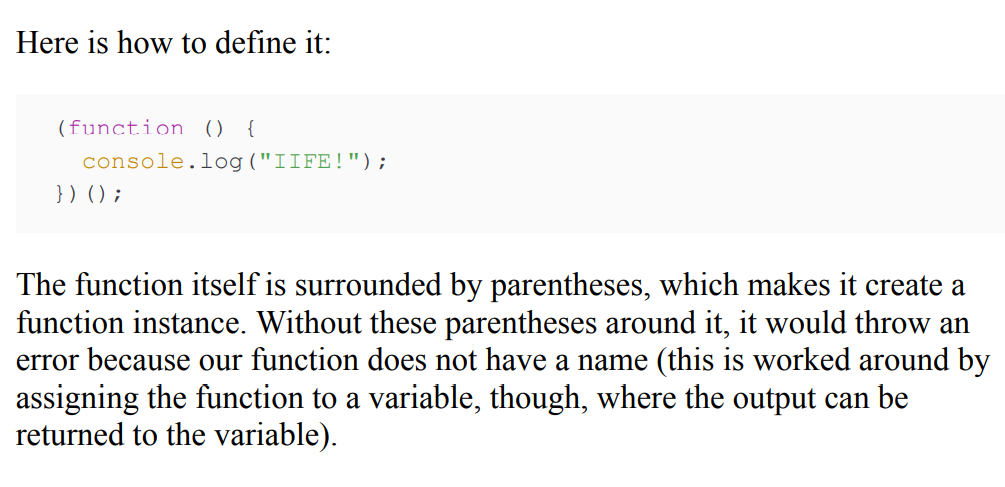 Here is how to define it:
(function () {
  console.log("IIFE!");
})();
The function itself is surrounded by parentheses, which makes it create a
function instance. Without these parentheses around it, it would throw an
error because our function does not have a name (this is worked around by
assigning the function to a variable, though, where the output can be
returned to the variable).